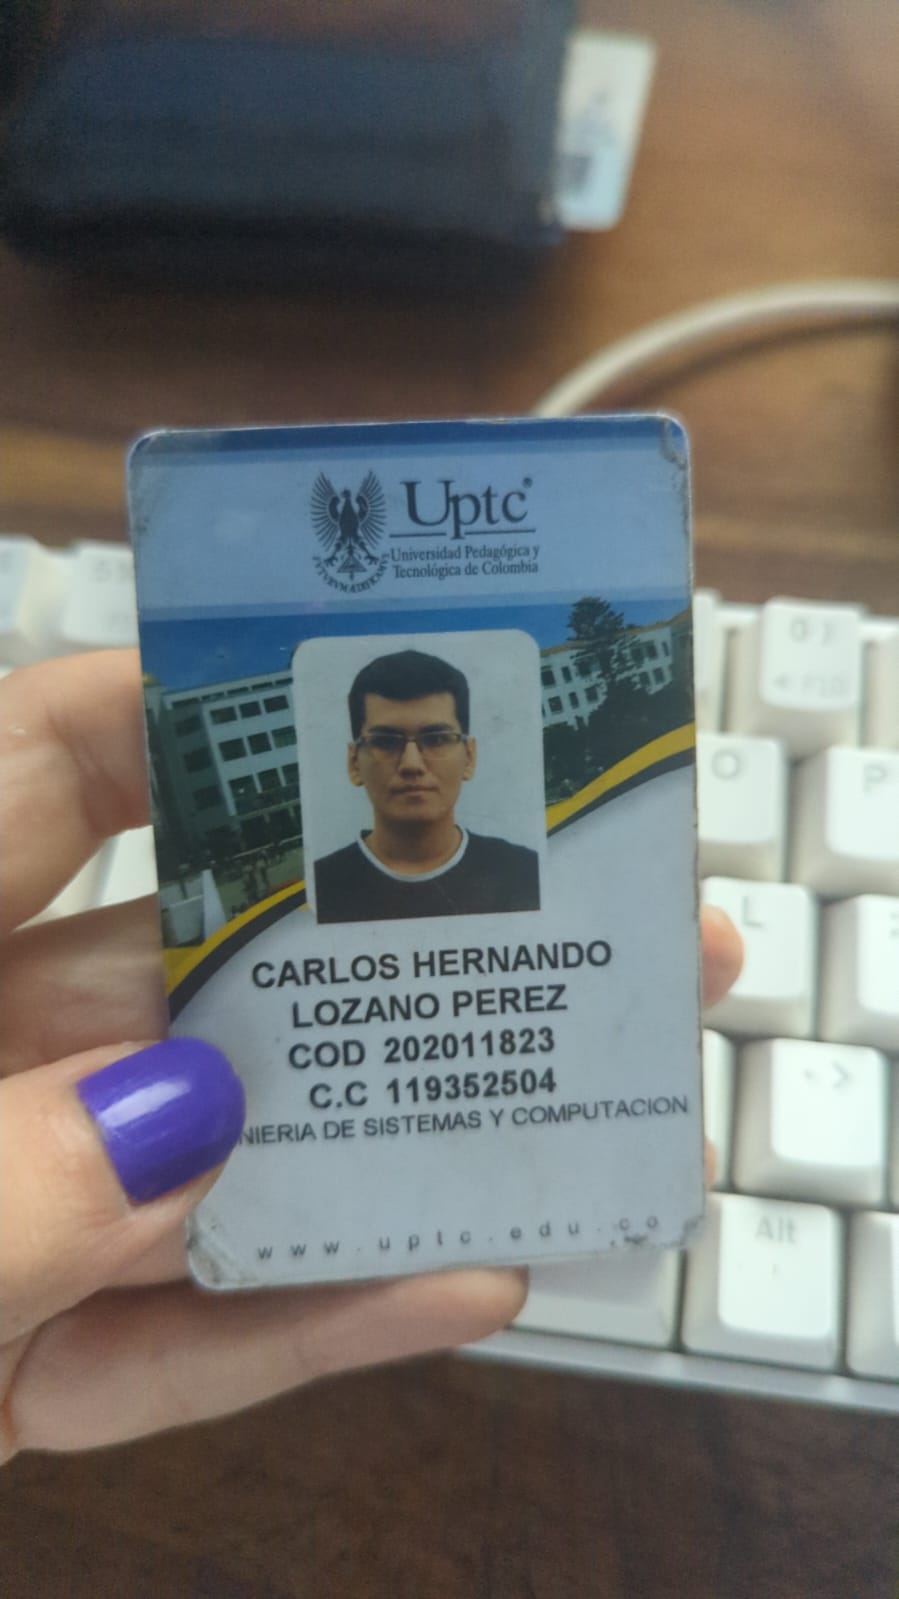 Uptc®
Universidad Pedagógica y
Tecnológica de Colombia
CARLOS HERNANDO
LOZANO PEREZ
COD 202011823
C.C 119352504
NIERIA DE SISTEMAS Y COMPUTACION
www.uptc.edu.co
O
P
L
Alt